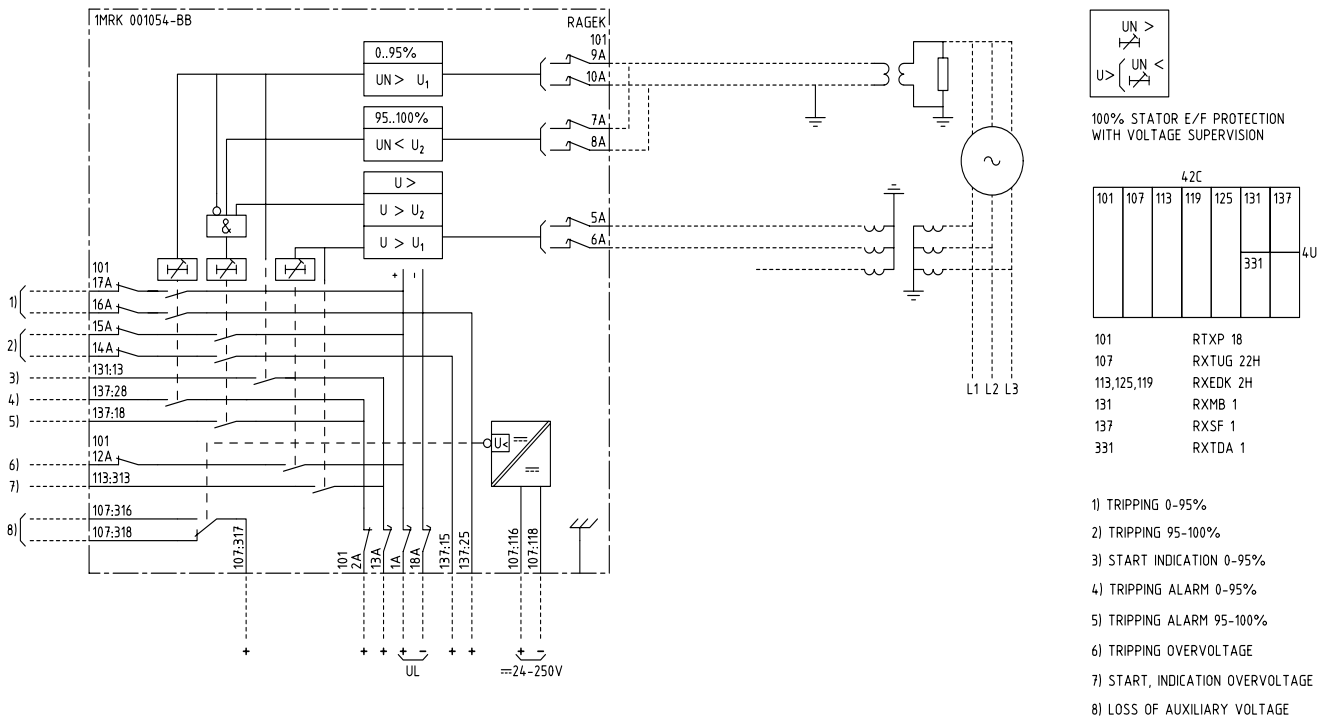 1MRK 001054-BB
RAGEK
101
0..95%
9A
UN> U1
10A
95..100%
7A
UN< U2
8A
U>
U> U2
5A
&
U> U1
6A
+ -
101
17A
1)
16A
15A
2)
14A
3)
131:13
4)
137:28
5)
137:18
101
U<
6)
12A
7)
113:313
107:316
8)
107:318
107:317
101
2A
13A
1A
18A
137:15
137:25
107:116
107:118
+ + + + - + + + -
UL
24-250V
L1 L2 L3
UN >
U> UN <
100% STATOR E/F PROTECTION
WITH VOLTAGE SUPERVISION
42C
101 107 113 119 125 131 137
4U
331
101 RTXP 18
107 RXTUG 22H
113,125,119 RXEDK 2H
131 RXMB 1
137 RXSF 1
331 RXTDA 1
1) TRIPPING 0-95%
2) TRIPPING 95-100%
3) START INDICATION 0-95%
4) TRIPPING ALARM 0-95%
5) TRIPPING ALARM 95-100%
6) TRIPPING OVERVOLTAGE
7) START, INDICATION OVERVOLTAGE
8) LOSS OF AUXILIARY VOLTAGE